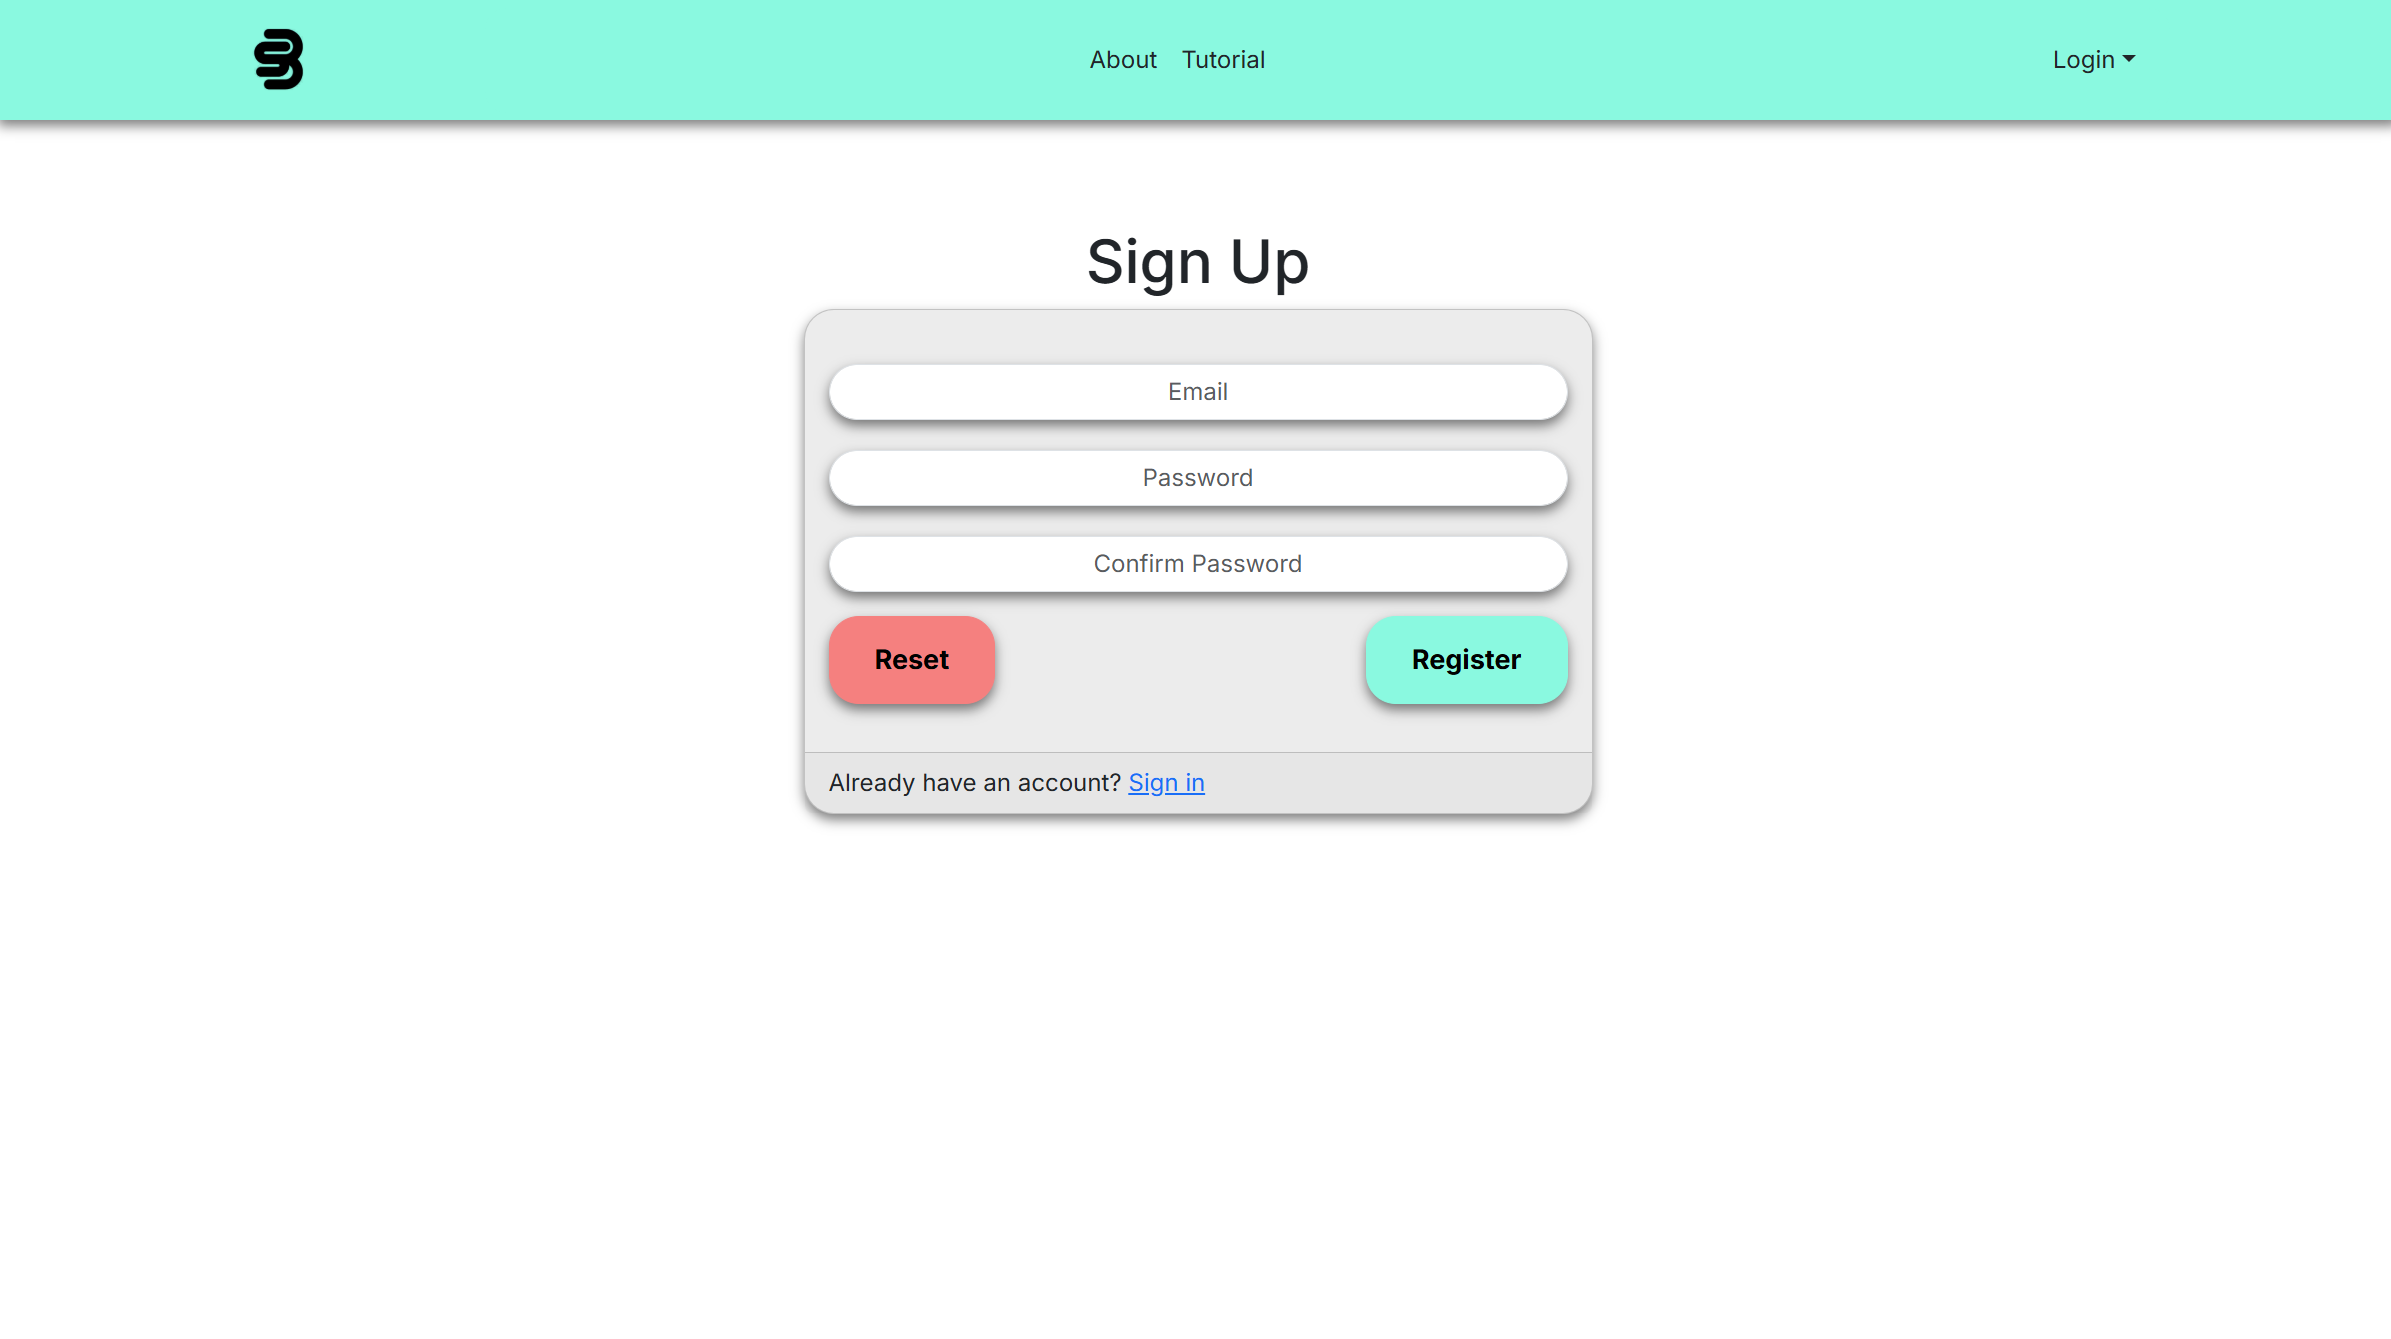 About Tutorial Login
Sign Up
Email
Password
Confirm Password
Reset Register
Already have an account? Sign in